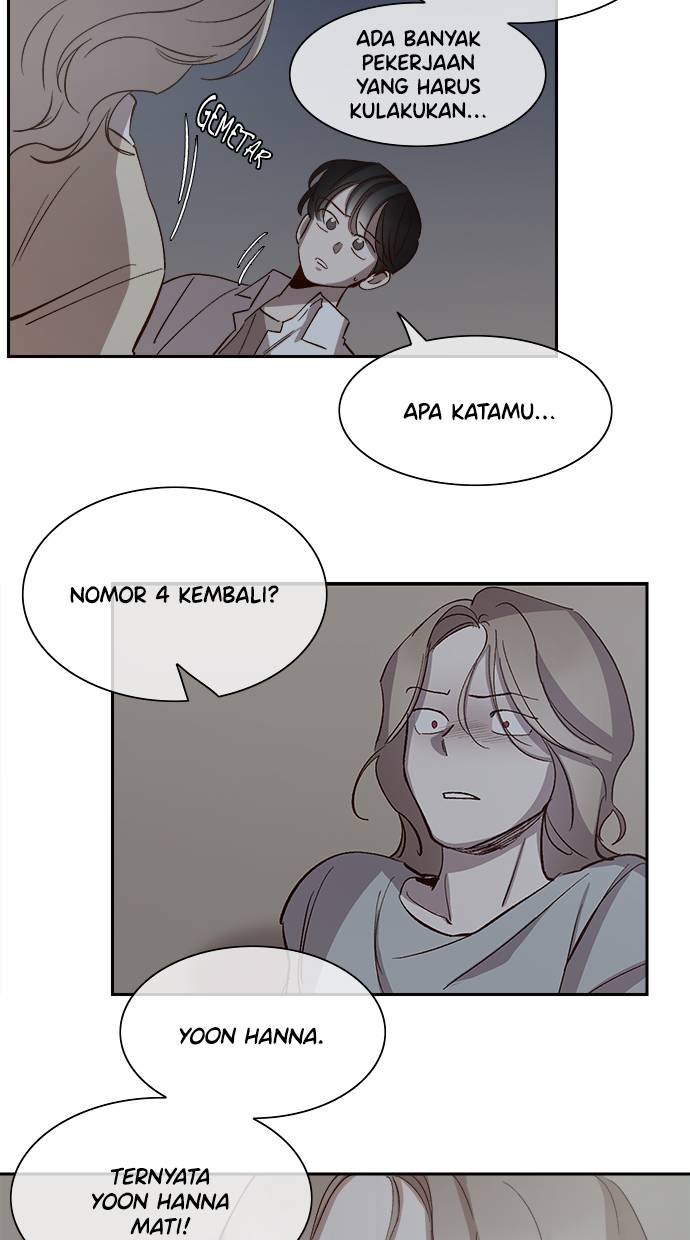 ADA BANYAK
PEKERJAAN
YANG HARUS
KULAKUKAN...
GEMETAR
APA KATAMU...
NOMOR 4 KEMBALI?
YOON HANNA.
TERNYATA
YOON HANNA
MATI!